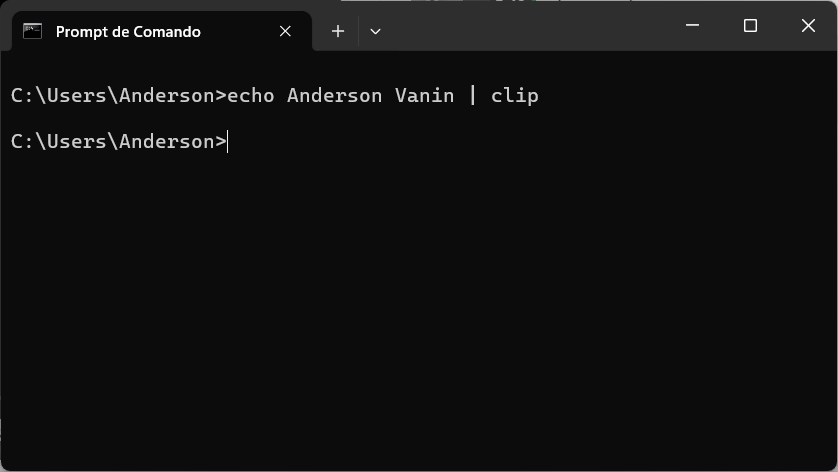 Prompt de Comando
C:\Users\Anderson>echo Anderson Vanin | clip
C:\Users\Anderson>